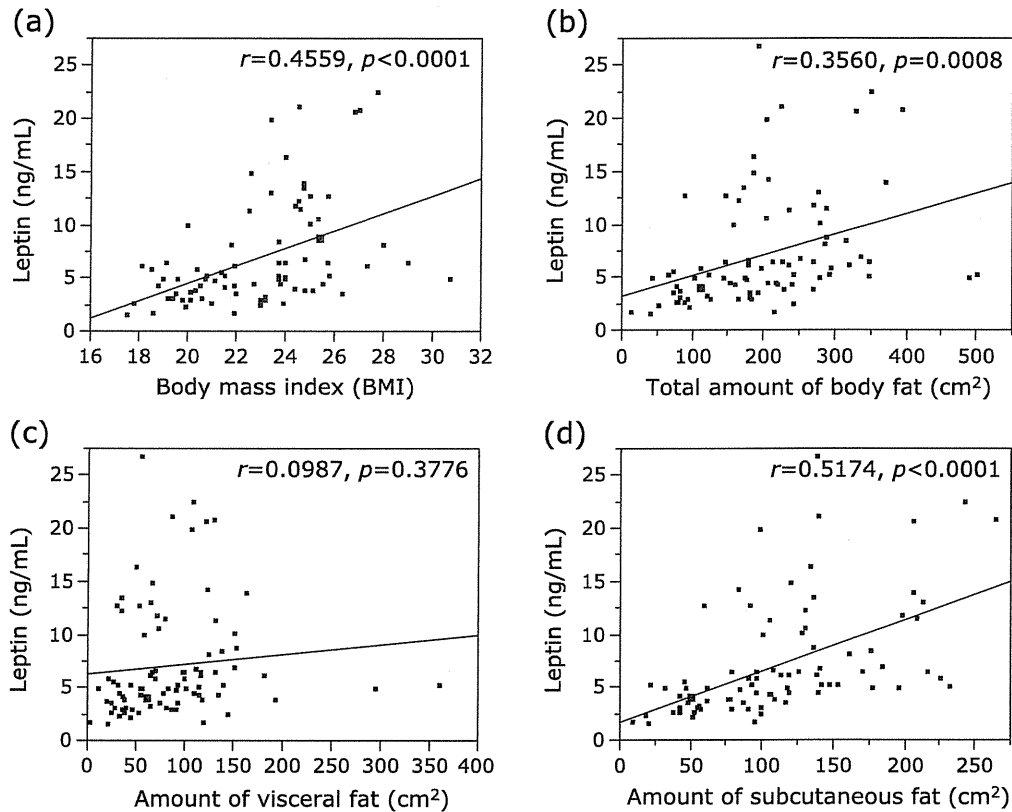 (a)
r=0.4559, p<0.0001
Leptin (ng/mL)
25
20
15
10
5
0
16 18 20 22 24 26 28 30 32
Body mass index (BMI)
(b)
r=0.3560, p=0.0008
Leptin (ng/mL)
25
20
15
10
5
0
0 100 200 300 400 500
Total amount of body fat (cm²)
(c)
r=0.0987, p=0.3776
Leptin (ng/mL)
25
20
15
10
5
0
0 50 100 150 200 250 300 350 400
Amount of visceral fat (cm²)
(d)
r=0.5174, p<0.0001
Leptin (ng/mL)
25
20
15
10
5
0
0 50 100 150 200 250
Amount of subcutaneous fat (cm²)